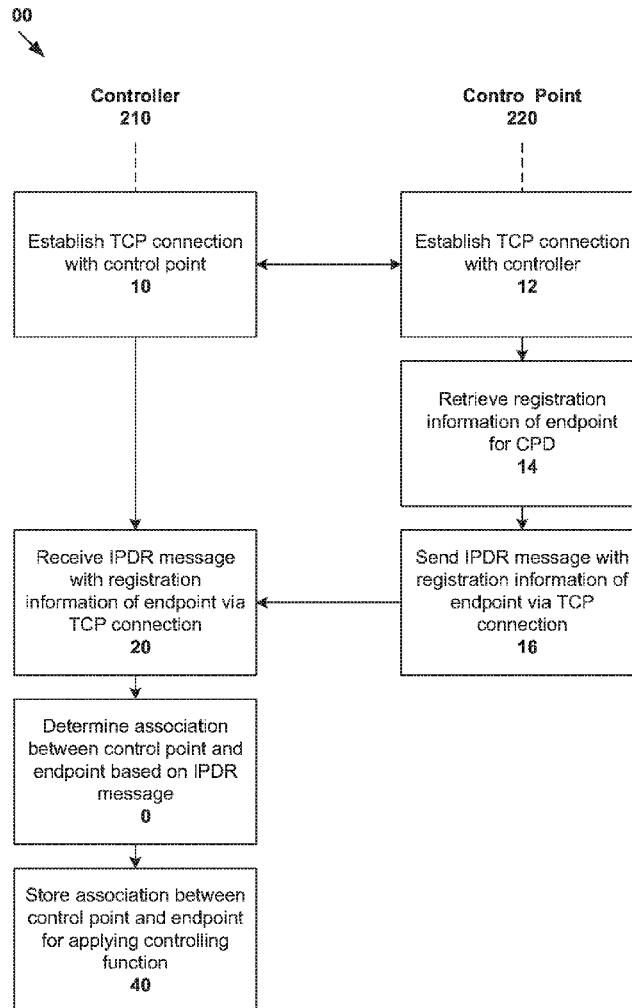 00
Controller
210
Contro Point
220
Establish TCP connection
with control point
10
Establish TCP connection
with controller
12
Retrieve registration
information of endpoint
for CPD
14
Receive IPDR message
with registration
information of endpoint via
TCP connection
20
Send IPDR message with
registration information of
endpoint via TCP
connection
16
Determine association
between control point and
endpoint based on IPDR
message
0
Store association between
control point and endpoint
for applying controlling
function
40